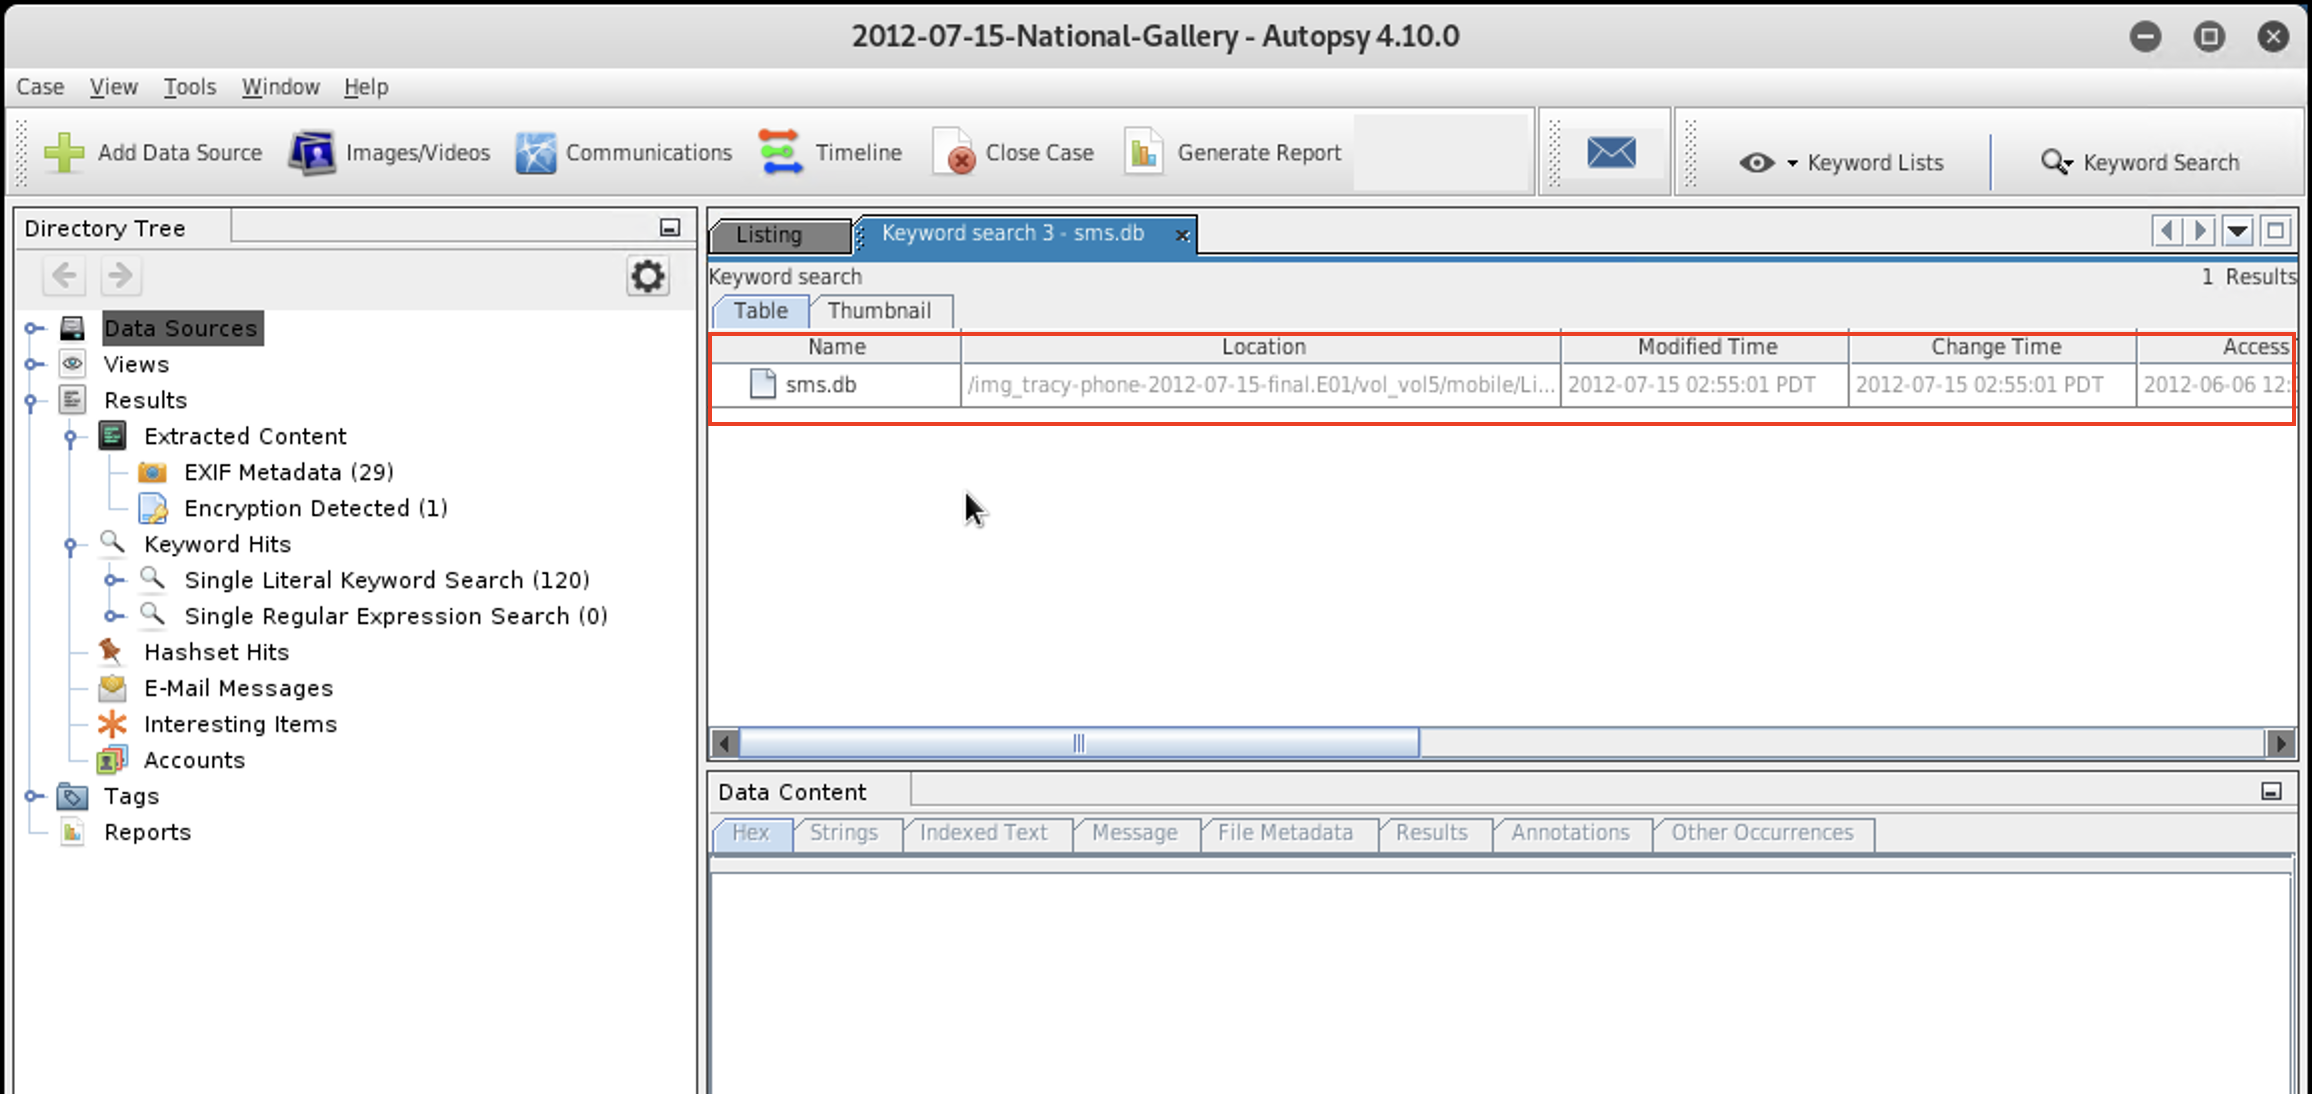 2012-07-15-National-Gallery - Autopsy 4.10.0
Case View Tools Window Help
Add Data Source Images/Videos Communications Timeline Close Case Generate Report Keyword Lists Keyword Search
Directory Tree
Data Sources
Views
Results
Extracted Content
EXIF Metadata (29)
Encryption Detected (1)
Keyword Hits
Single Literal Keyword Search (120)
Single Regular Expression Search (0)
Hashset Hits
E-Mail Messages
Interesting Items
Accounts
Tags
Reports
Listing Keyword search 3 - sms.db
Keyword search 1 Results
Table Thumbnail
Name Location Modified Time Change Time Access
sms.db /img_tracy-phone-2012-07-15-final.E01/vol_vol5/mobile/Li... 2012-07-15 02:55:01 PDT 2012-07-15 02:55:01 PDT 2012-06-06 12:
Data Content
Hex Strings Indexed Text Message File Metadata Results Annotations Other Occurrences